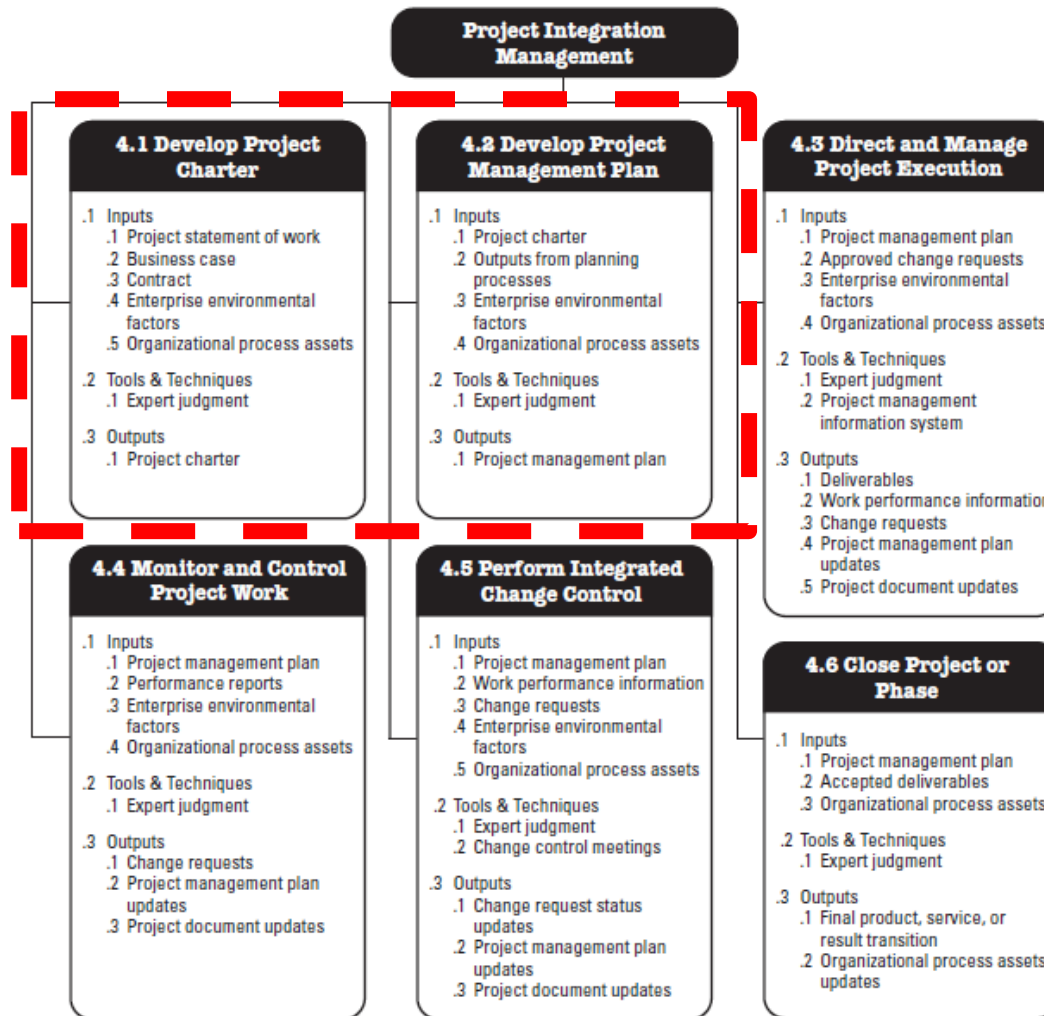 Project Integration
Management
4.1 Develop Project
Charter
.1 Inputs
.1 Project statement of work
.2 Business case
.3 Contract
.4 Enterprise environmental
factors
.5 Organizational process assets
.2 Tools & Techniques
.1 Expert judgment
.3 Outputs
.1 Project charter
4.2 Develop Project
Management Plan
.1 Inputs
.1 Project charter
.2 Outputs from planning
processes
.3 Enterprise environmental
factors
.4 Organizational process assets
.2 Tools & Techniques
.1 Expert judgment
.3 Outputs
.1 Project management plan
4.3 Direct and Manage
Project Execution
.1 Inputs
.1 Project management plan
.2 Approved change requests
.3 Enterprise environmental
factors
.4 Organizational process assets
.2 Tools & Techniques
.1 Expert judgment
.2 Project management
information system
.3 Outputs
.1 Deliverables
.2 Work performance information
.3 Change requests
.4 Project management plan
updates
.5 Project document updates
4.4 Monitor and Control
Project Work
.1 Inputs
.1 Project management plan
.2 Performance reports
.3 Enterprise environmental
factors
.4 Organizational process assets
.2 Tools & Techniques
.1 Expert judgment
.3 Outputs
.1 Change requests
.2 Project management plan
updates
.3 Project document updates
4.5 Perform Integrated
Change Control
.1 Inputs
.1 Project management plan
.2 Work performance information
.3 Change requests
.4 Enterprise environmental
factors
.5 Organizational process assets
.2 Tools & Techniques
.1 Expert judgment
.2 Change control meetings
.3 Outputs
.1 Change request status
updates
.2 Project management plan
updates
.3 Project document updates
4.6 Close Project or
Phase
.1 Inputs
.1 Project management plan
.2 Accepted deliverables
.3 Organizational process assets
.2 Tools & Techniques
.1 Expert judgment
.3 Outputs
.1 Final product, service, or
result transition
.2 Organizational process assets
updates